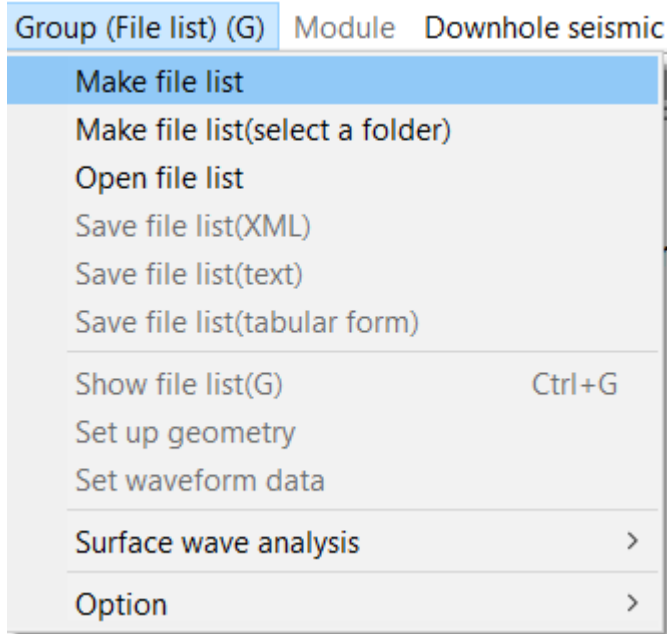 Group (File list) (G) Module Downhole seismic
Make file list
Make file list(select a folder)
Open file list
Save file list(XML)
Save file list(text)
Save file list(tabular form)
Show file list(G) Ctrl+G
Set up geometry
Set waveform data
Surface wave analysis
Option